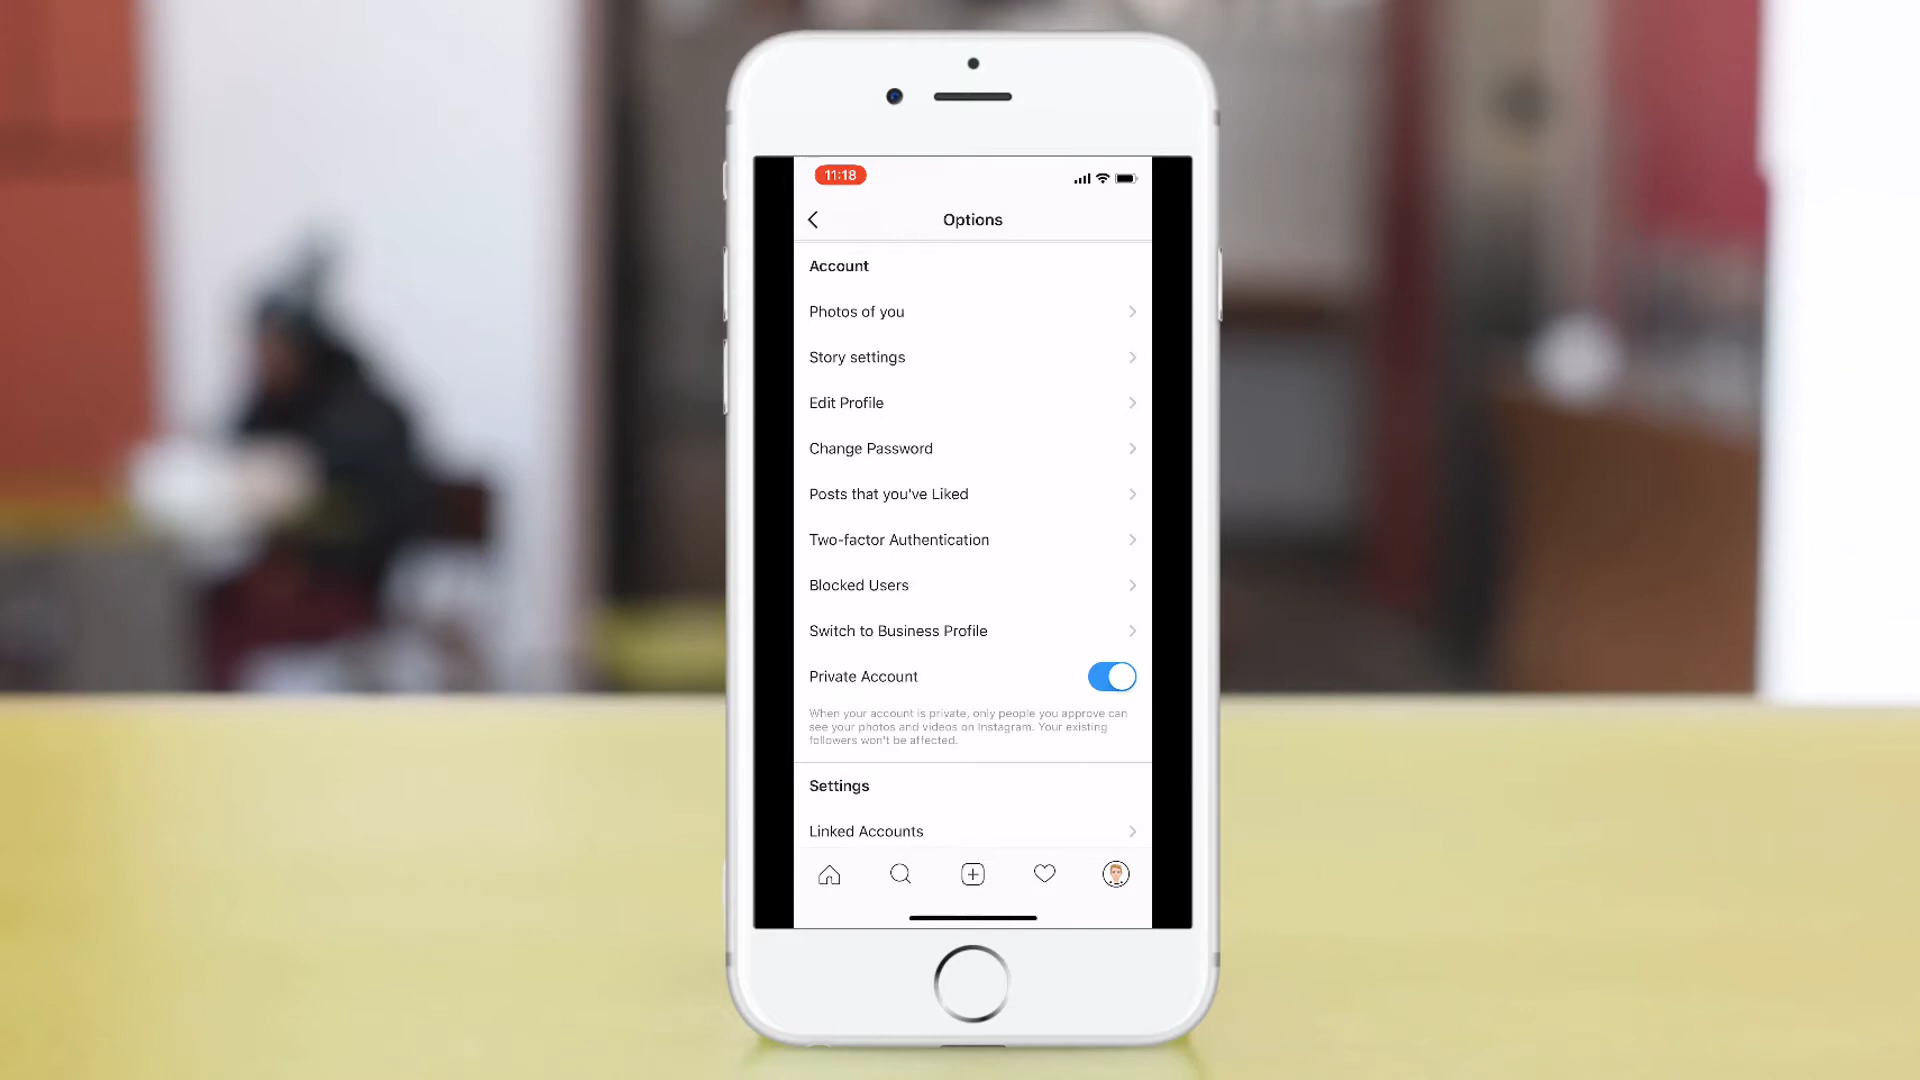 11:18
Options
Account
Photos of you
Story settings
Edit Profile
Change Password
Posts that you've Liked
Two-factor Authentication
Blocked Users
Switch to Business Profile
Private Account
When your account is private, only people you approve can
see your photos and videos on Instagram. Your existing
followers won't be affected.
Settings
Linked Accounts